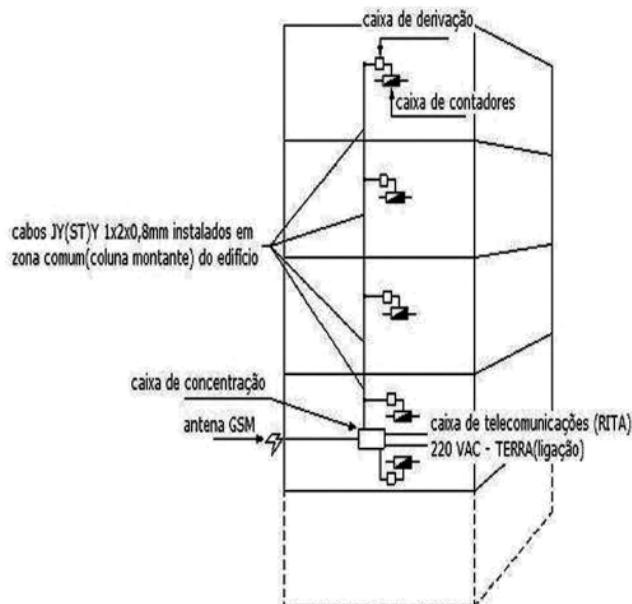 caixa de derivação
caixa de contadores
cabos JY(ST)Y 1x2x0,8mm instalados em
zona comum(coluna montante) do edifício
caixa de concentração
antena GSM
caixa de telecomunicações (RITA)
220 VAC - TERRA(ligação)